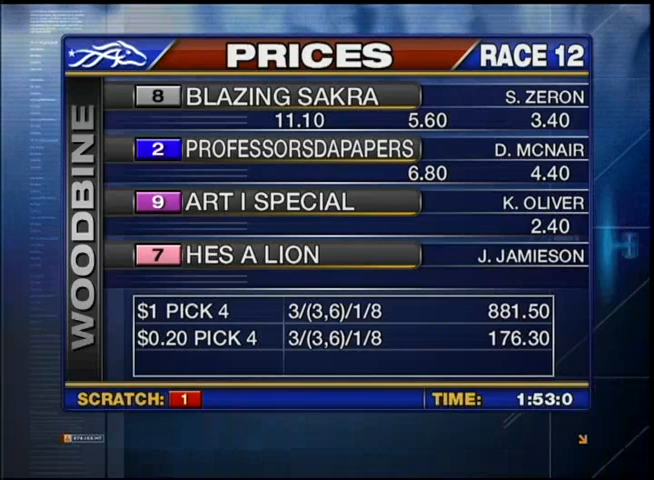 PRICES
RACE 12
WOODBINE
8 BLAZING SAKRA S. ZERON
11.10 5.60 3.40
2 PROFESSORSDAPAPERS D. MCNAIR
6.80 4.40
9 ART I SPECIAL K. OLIVER
2.40
7 HES A LION J. JAMIESON
$1 PICK 4 3/(3,6)/1/8 881.50
$0.20 PICK 4 3/(3,6)/1/8 176.30
SCRATCH: 1 TIME: 1:53:0